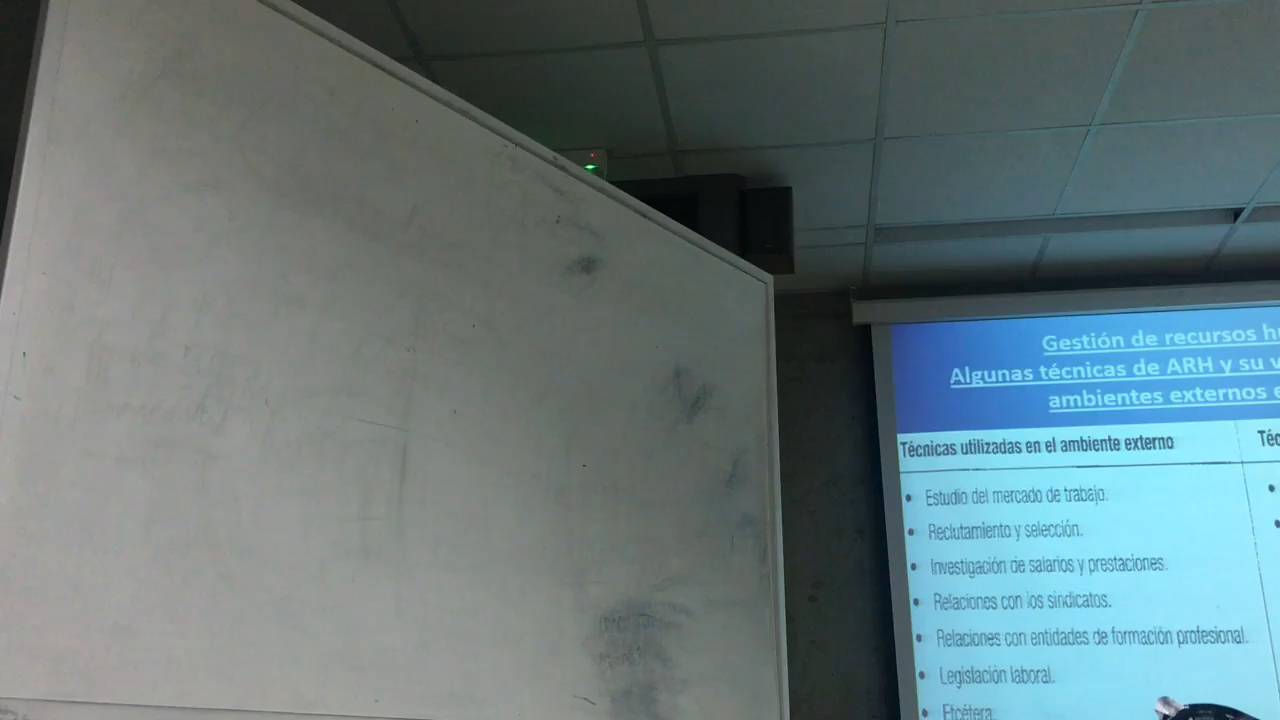 Gestión de recursos
Algunas técnicas de ARH y su
ambientes externos
Técnicas utilizadas en el ambiente externo
• Estudio del mercado de trabajo.
• Reclutamiento y selección.
• Investigación de salarios y prestaciones.
• Relaciones con los sindicatos.
• Relaciones con entidades de formación profesional.
• Legislación laboral.
• Etcétera.